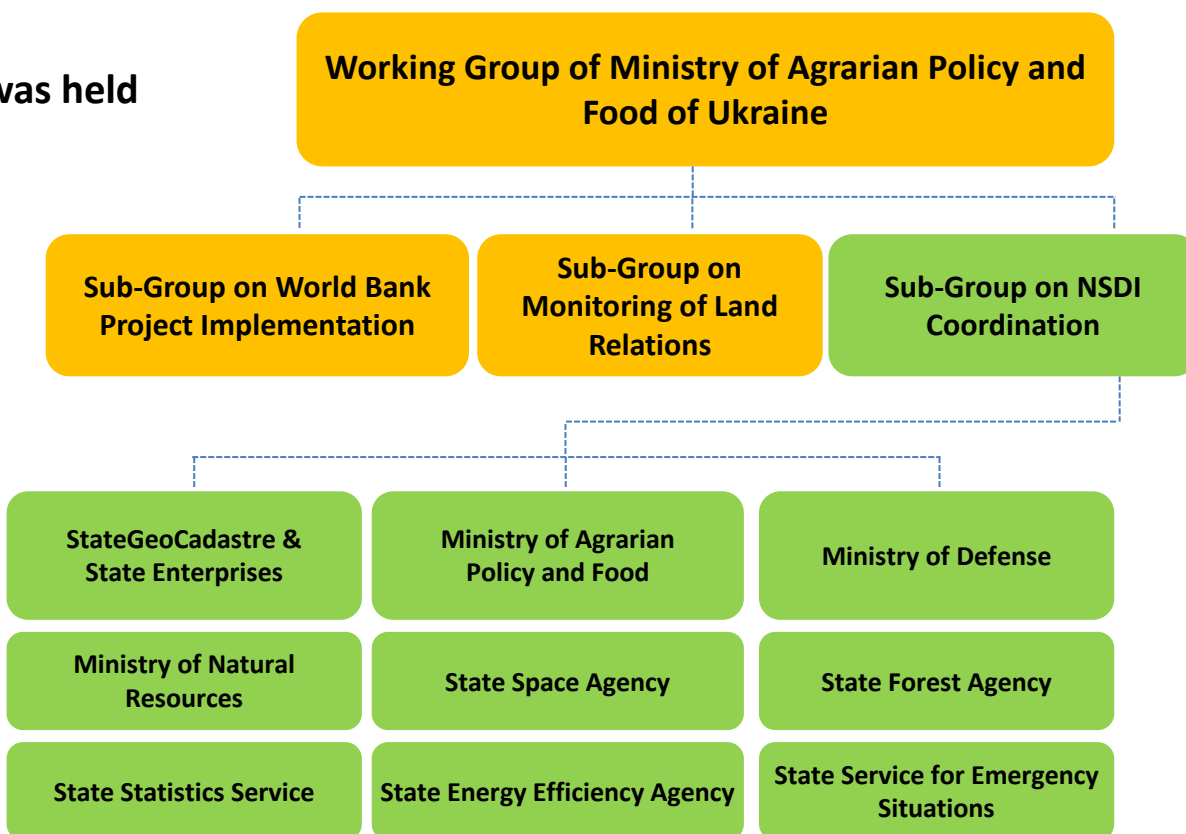 was held
Working Group of Ministry of Agrarian Policy and
Food of Ukraine
Sub-Group on World Bank
Project Implementation
Sub-Group on
Monitoring of Land
Relations
Sub-Group on NSDI
Coordination
StateGeoCadastre &
State Enterprises
Ministry of Agrarian
Policy and Food
Ministry of Defense
Ministry of Natural
Resources
State Space Agency
State Forest Agency
State Statistics Service
State Energy Efficiency Agency
State Service for Emergency
Situations